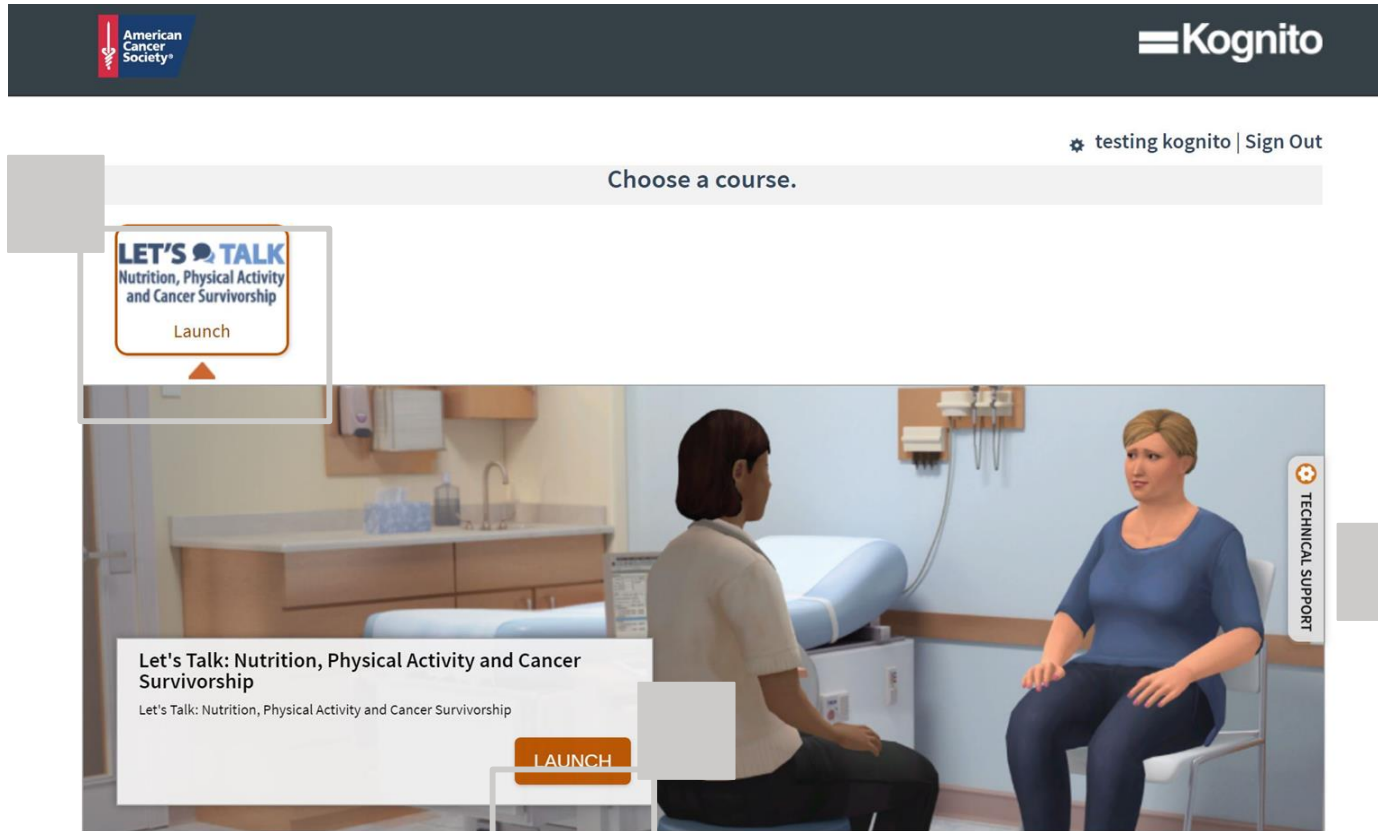 American
Cancer
Society®
Kognito
testing kognito | Sign Out
Choose a course.
LET'S TALK
Nutrition, Physical Activity
and Cancer Survivorship
Launch
TECHNICAL SUPPORT
Let's Talk: Nutrition, Physical Activity and Cancer
Survivorship
Let's Talk: Nutrition, Physical Activity and Cancer Survivorship
LAUNCH